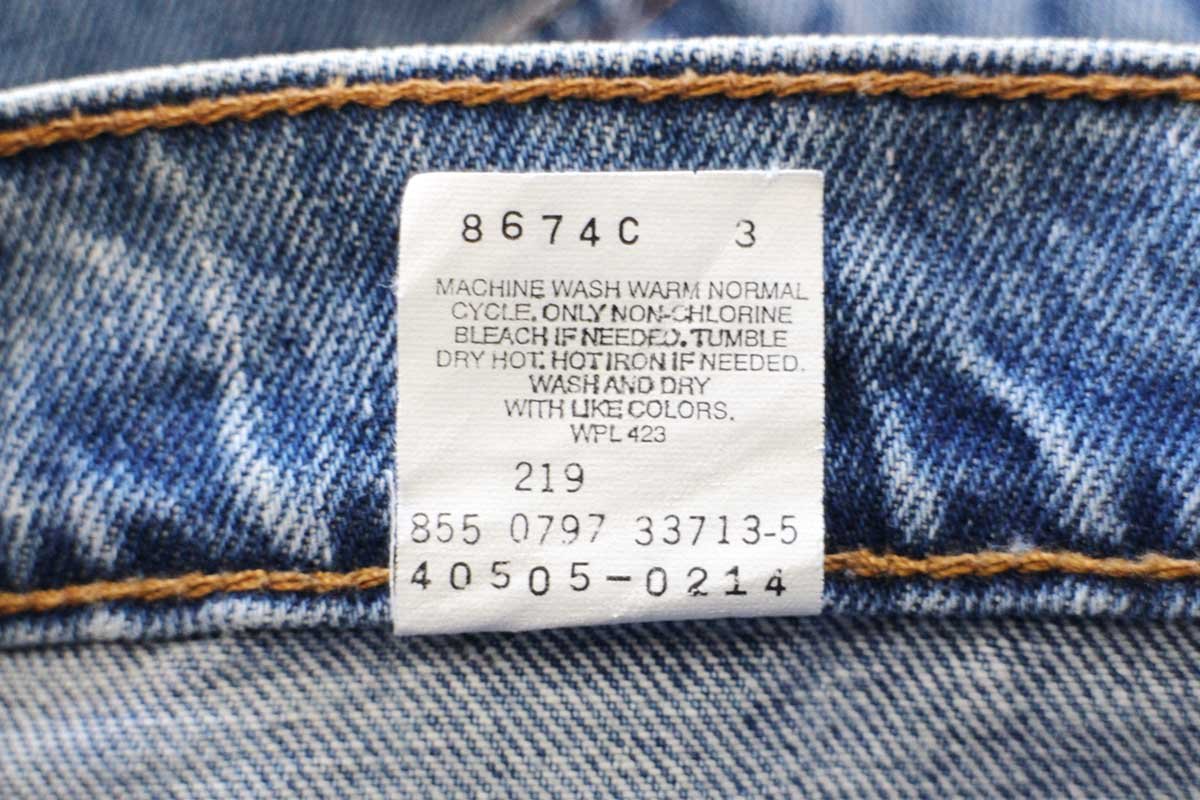 8674C 3
MACHINE WASH WARM NORMAL
CYCLE. ONLY NON-CHLORINE
BLEACH IF NEEDED. TUMBLE
DRY HOT. HOT IRON IF NEEDED.
WASH AND DRY
WITH LIKE COLORS.
WPL 423
219
855 0797 33713-5
40505-0214